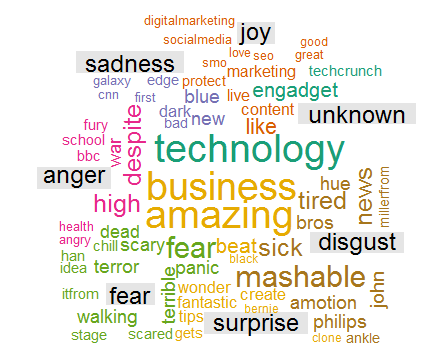 digitalmarketing
joy
socialmedia
love seo good
great
sadness smo
marketing techcrunch
galaxy edge protect
engadget
cnn first blue live
content unknown
dark new like
fury bad
despite
school war technology
bbc
anger business hue news millerfrom
high amazing tired
bros
health dead fear beat sick disgust
angry chill scary
black
han terror panic mashable
idea
wonder create amotion john
itfrom fear terrible fantastic
bernie
walking tips surprise philips
stage scared gets clone ankle